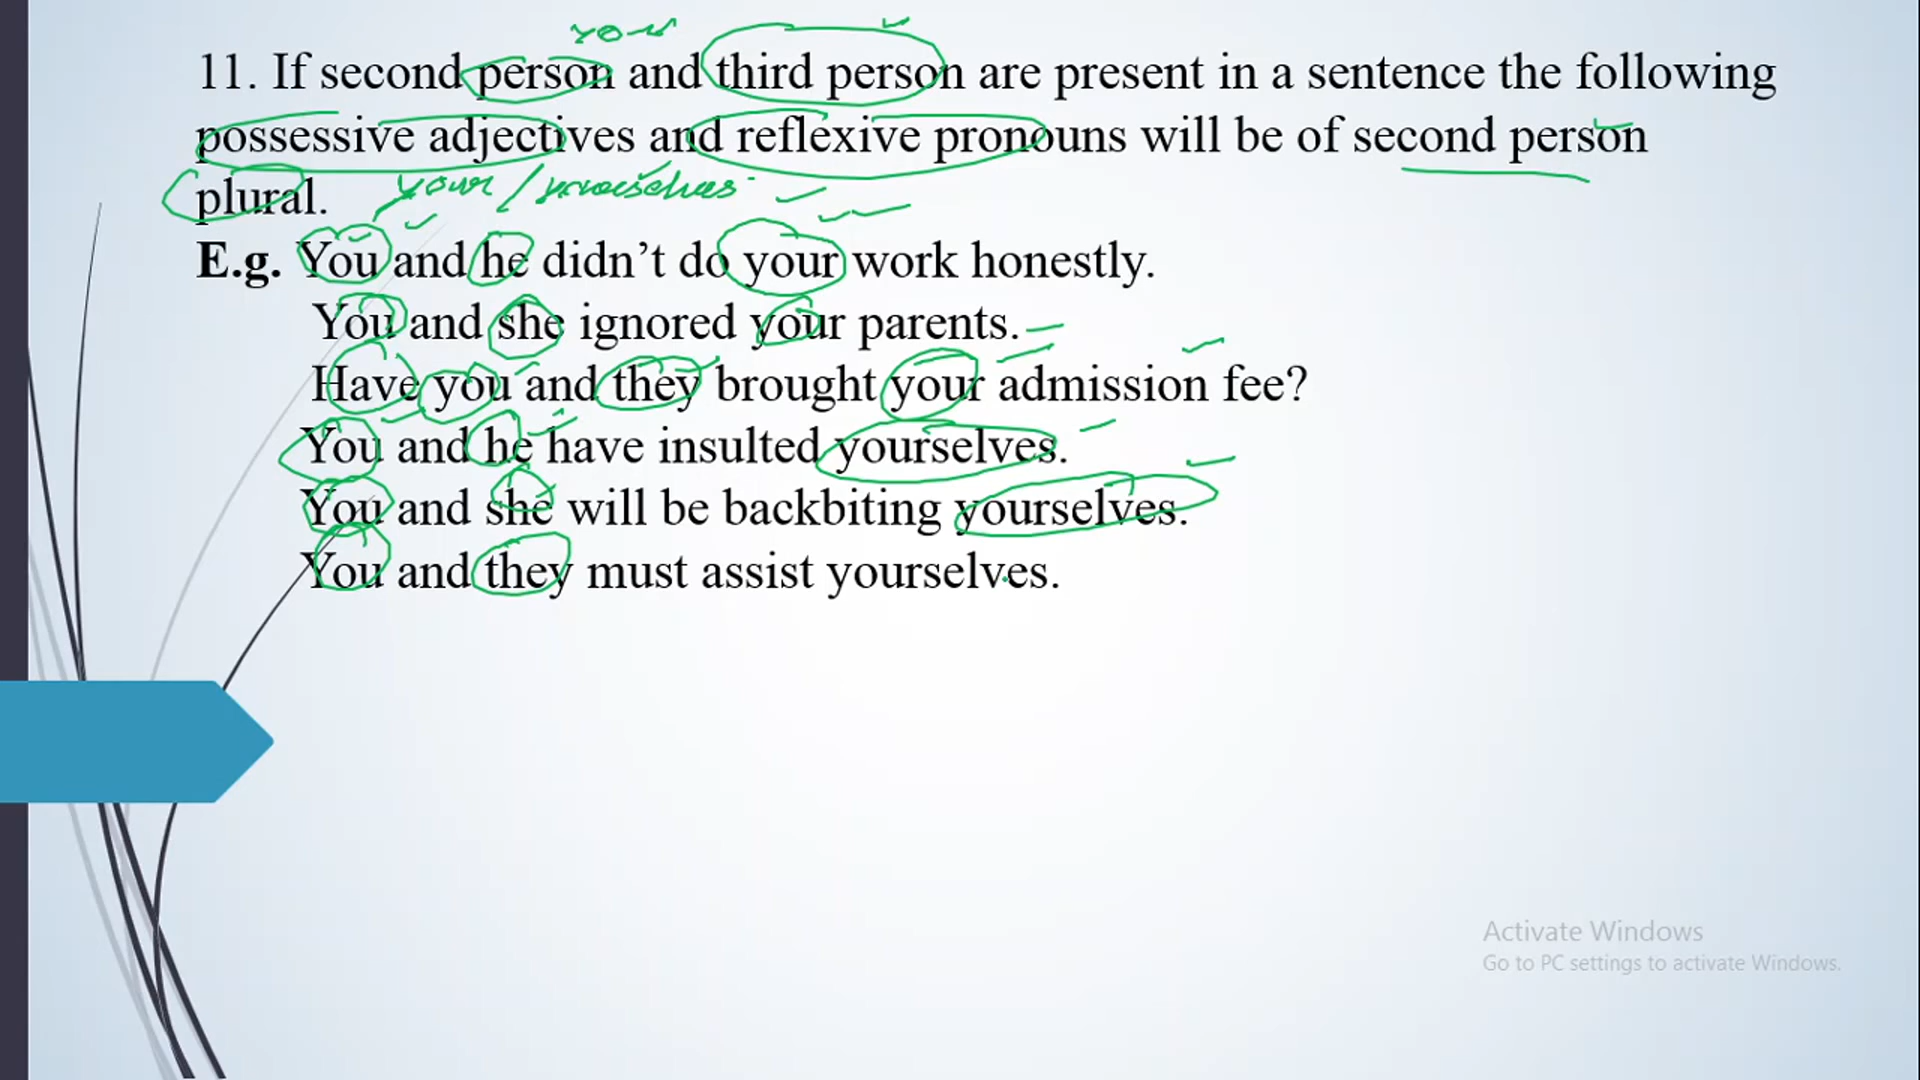 you
11. If second person and third person are present in a sentence the following
possessive adjectives and reflexive pronouns will be of second person
plural.
your / yourselves
E.g. You and he didn’t do your work honestly.
You and she ignored your parents.
Have you and they brought your admission fee?
You and he have insulted yourselves.
You and she will be backbiting yourselves.
You and they must assist yourselves.
Activate Windows
Go to PC settings to activate Windows.